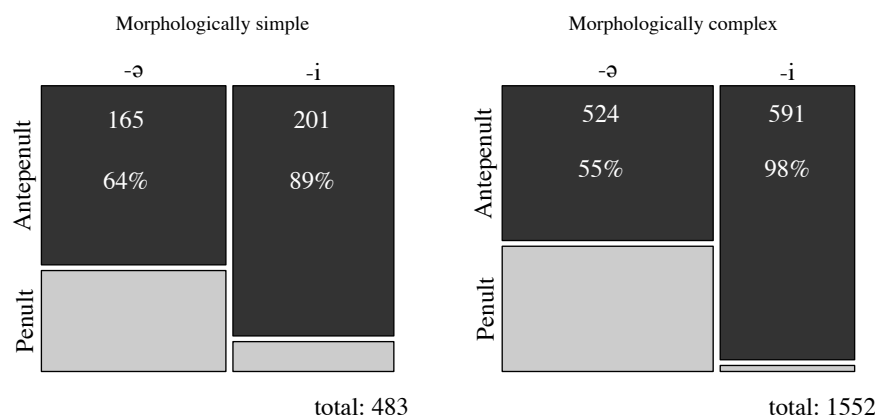 Morphologically simple
-ə
-i
Antepenult
165
201
64%
89%
Penult
total: 483
Morphologically complex
-ə
-i
Antepenult
524
591
55%
98%
Penult
total: 1552